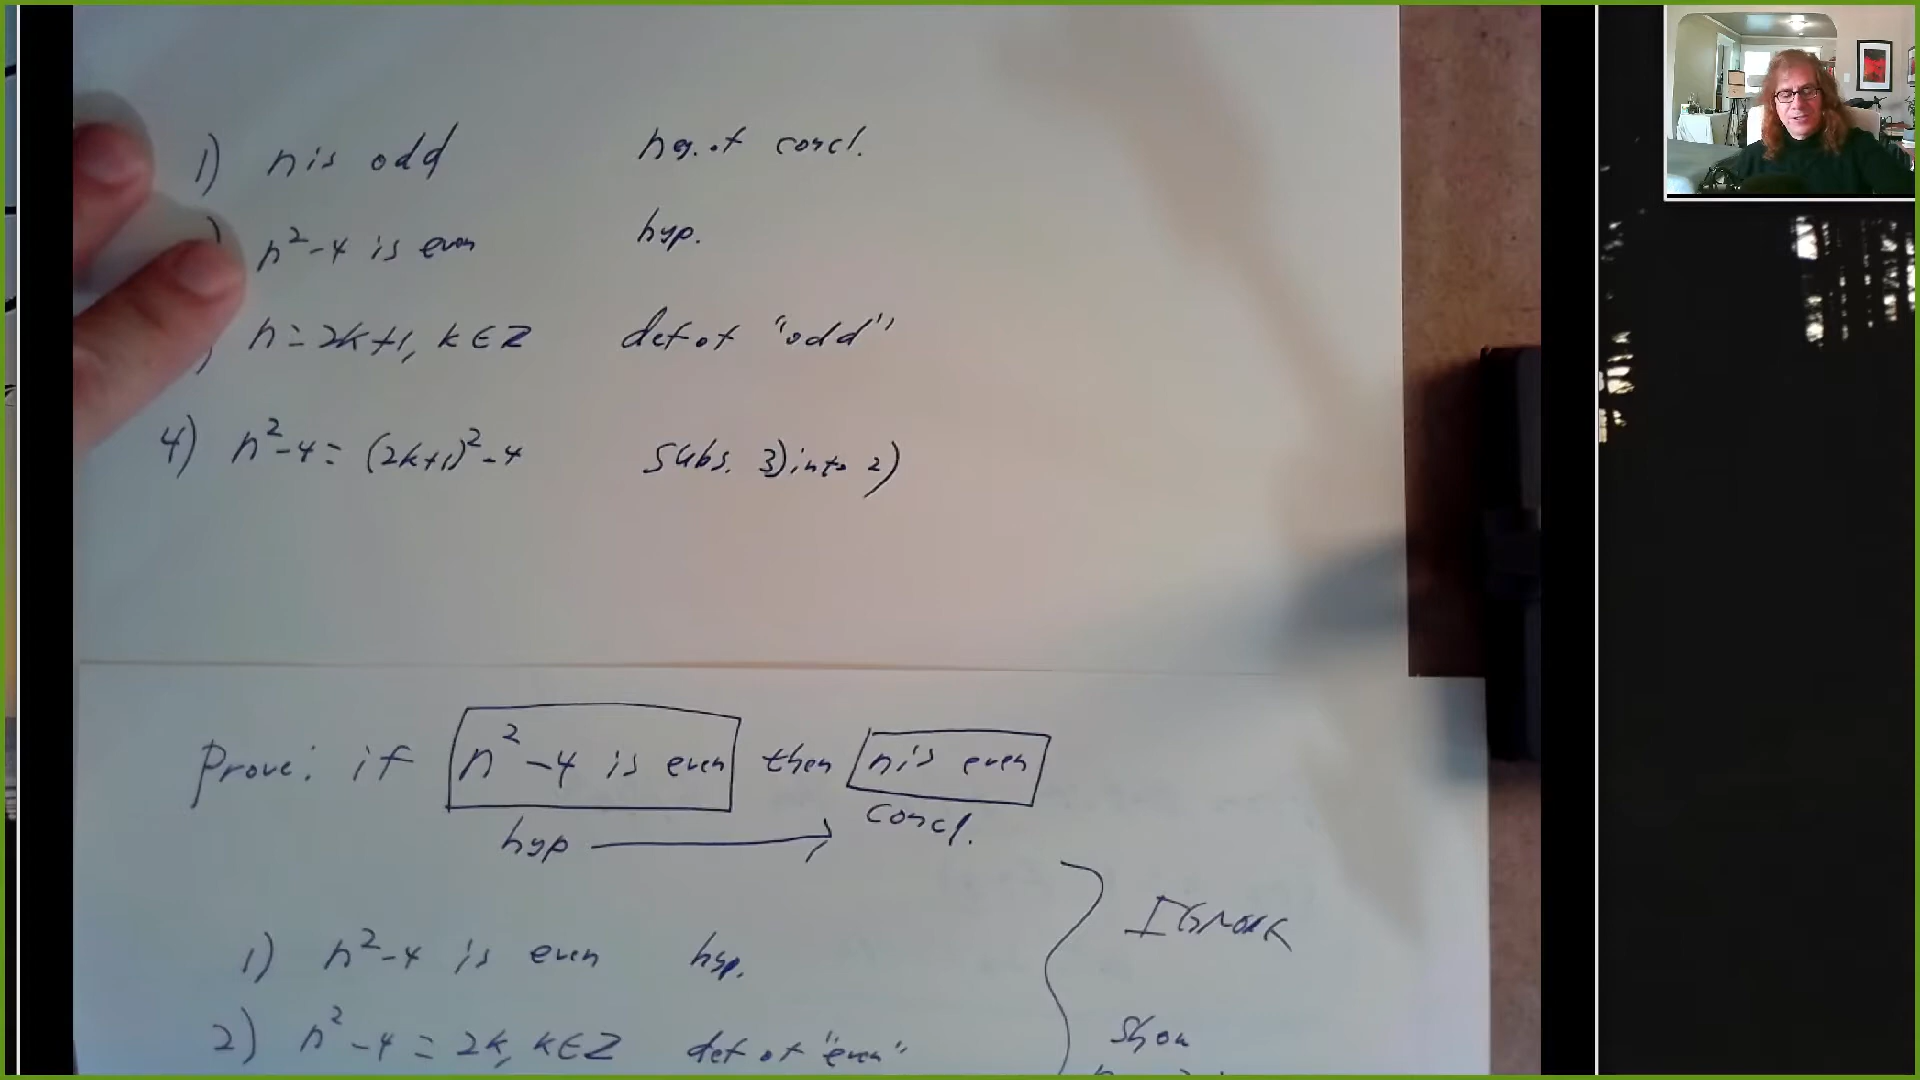 1) n is odd neg. of concl.
) n² - 4 is even hyp.
) n = 2k+1, k ∈ Z def of "odd"
4) n² - 4 = (2k+1)² - 4 subs. 3) into 2)
Prove: if n² - 4 is even then n is even
hyp → concl.
IGNORE
1) n² - 4 is even hyp.
Show
2) n² - 4 = 2k, k ∈ Z def of "even"